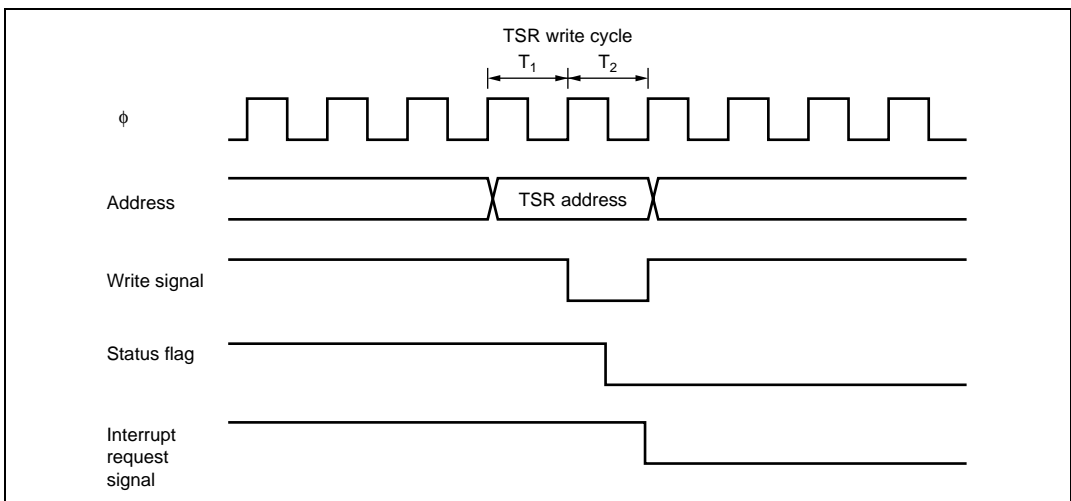 TSR write cycle
T1 T2
ϕ
Address
TSR address
Write signal
Status flag
Interrupt
request
signal